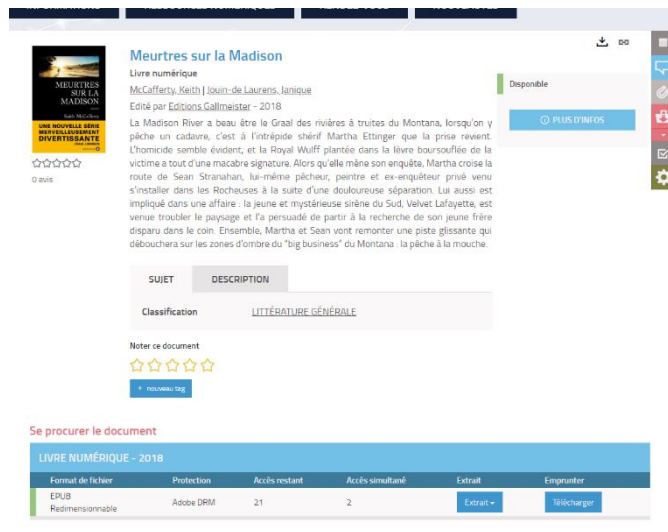 Meurtres sur la Madison
Livre numérique
McCafferty, Keith | Jouin-de Laurens, Janique
Edité par Editions Gallmeister - 2018
La Madison River a beau être le Graal des rivières à truites du Montana, lorsqu'on y
pêche un cadavre, c'est à l'intrépide shérif Martha Ettinger que la prise revient.
L'homicide semble évident, et la Royal Wulff plantée dans la lèvre boursouflée de la
victime a tout d'une macabre signature. Alors qu'elle mène son enquête, Martha croise la
route de Sean Stranahan, lui-même pêcheur, peintre et ex-enquêteur privé venu
s'installer dans les Rocheuses à la suite d'une douloureuse séparation. Lui aussi est
impliqué dans une affaire : la jeune et mystérieuse sirène du Sud, Velvet Lafayette, est
venue troubler le paysage et l'a persuadé de partir à la recherche de son jeune frère
disparu dans le coin. Ensemble, Martha et Sean vont remonter une piste glissante qui
débouchera sur les zones d'ombre du "big business" du Montana : la pêche à la mouche.
MEURTRES
SUR LA
MADISON
Keith McCafferty
UNE NOUVELLE SÉRIE
MERVEILLEUSEMENT
DIVERTISSANTE
0 avis
Disponible
PLUS D'INFOS
SUJET DESCRIPTION
Classification LITTÉRATURE GÉNÉRALE
Noter ce document
+ nouveau tag
Se procurer le document
LIVRE NUMÉRIQUE - 2018
Format de fichier Protection Accès restant Accès simultané Extrait Emprunter
EPUB
Redimensionnable Adobe DRM 21 2 Extrait Télécharger